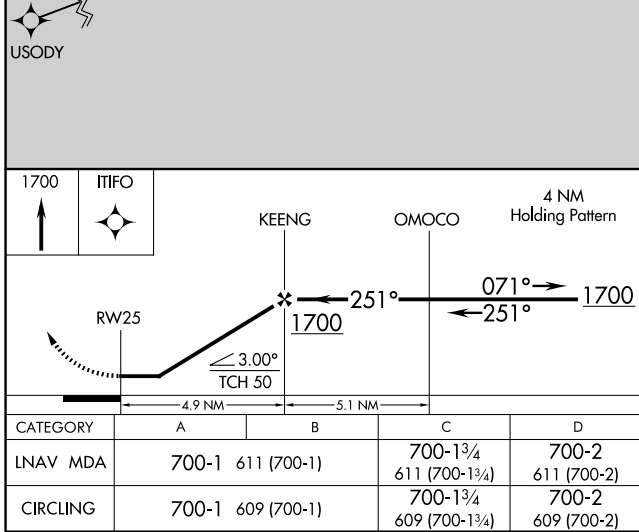 USODY
1700 ITIFO
4 NM
Holding Pattern
KEENG OMOCO
071°
251° 1700
251°
1700
RW25
3.00°
TCH 50
4.9 NM 5.1 NM
CATEGORY A B C D
LNAV MDA 700-1 611 (700-1) 700-1¾ 611 (700-1¾) 700-2 611 (700-2)
CIRCLING 700-1 609 (700-1) 700-1¾ 609 (700-1¾) 700-2 609 (700-2)